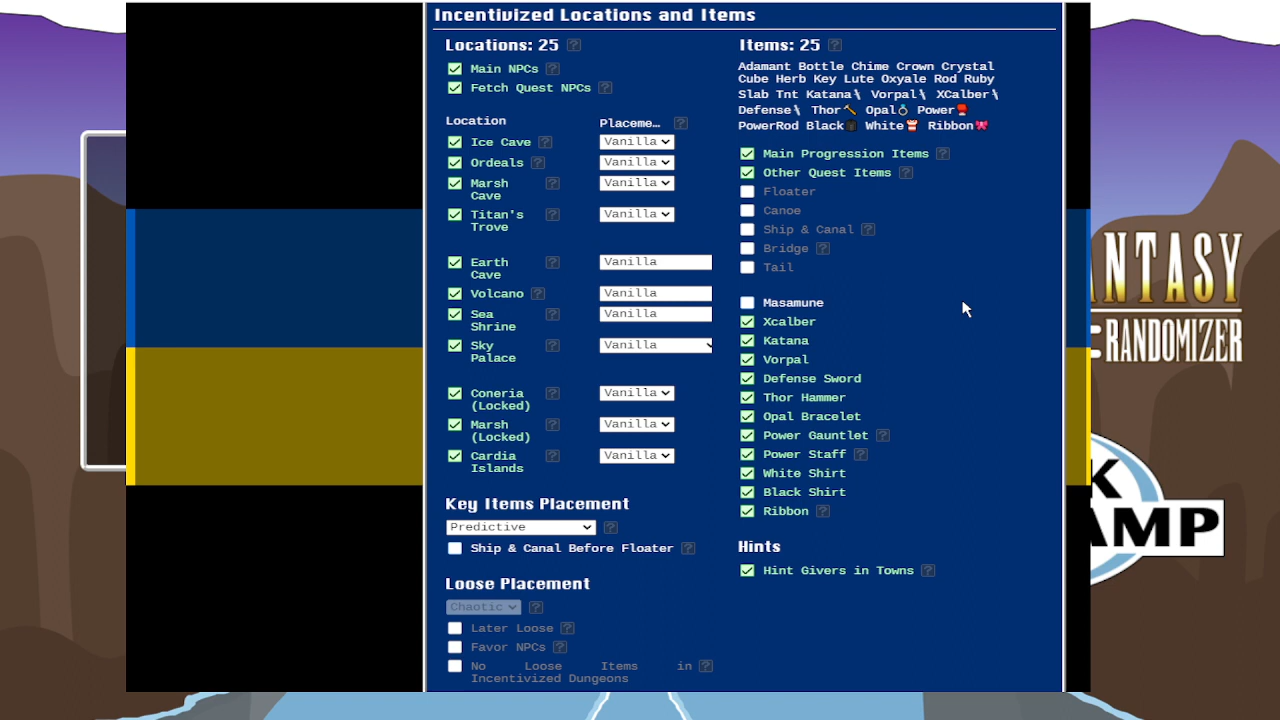 Incentivized Locations and Items
Locations: 25 ?
Main NPCs ?
Fetch Quest NPCs ?
Location Placeme… ?
Ice Cave ? Vanilla
Ordeals ? Vanilla
Marsh Cave ? Vanilla
Titan's Trove ? Vanilla
Earth Cave ? Vanilla
Volcano ? Vanilla
Sea Shrine ? Vanilla
Sky Palace ? Vanilla
Coneria (Locked) ? Vanilla
Marsh (Locked) ? Vanilla
Cardia Islands ? Vanilla
Key Items Placement
Predictive ?
Ship & Canal Before Floater ?
Loose Placement
Chaotic ?
Later Loose ?
Favor NPCs ?
No Loose Items in ?
Incentivized Dungeons
Items: 25 ?
Adamant Bottle Chime Crown Crystal
Cube Herb Key Lute Oxyale Rod Ruby
Slab Tnt Katana Vorpal XCalber
Defense Thor Opal Power
PowerRod Black White Ribbon
Main Progression Items ?
Other Quest Items ?
Floater
Canoe
Ship & Canal ?
Bridge ?
Tail
Masamune
Xcalber
Katana
Vorpal
Defense Sword
Thor Hammer
Opal Bracelet
Power Gauntlet ?
Power Staff ?
White Shirt
Black Shirt
Ribbon ?
Hints
Hint Givers in Towns ?
NTASY
RANDOMIZER
K
AMP